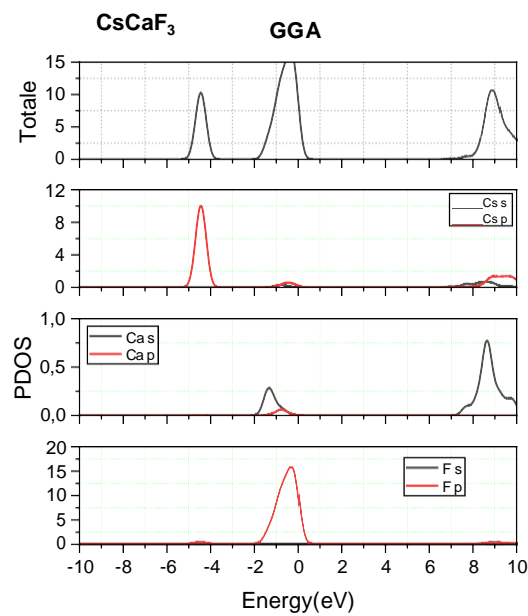 CsCaF₃ GGA
15
10
5
0
Totale
12
8
4
0
Cs s
Cs p
1,0
0,5
0,0
PDOS
Ca s
Ca p
20
15
10
5
0
F s
F p
-10 -8 -6 -4 -2 0 2 4 6 8 10
Energy(eV)